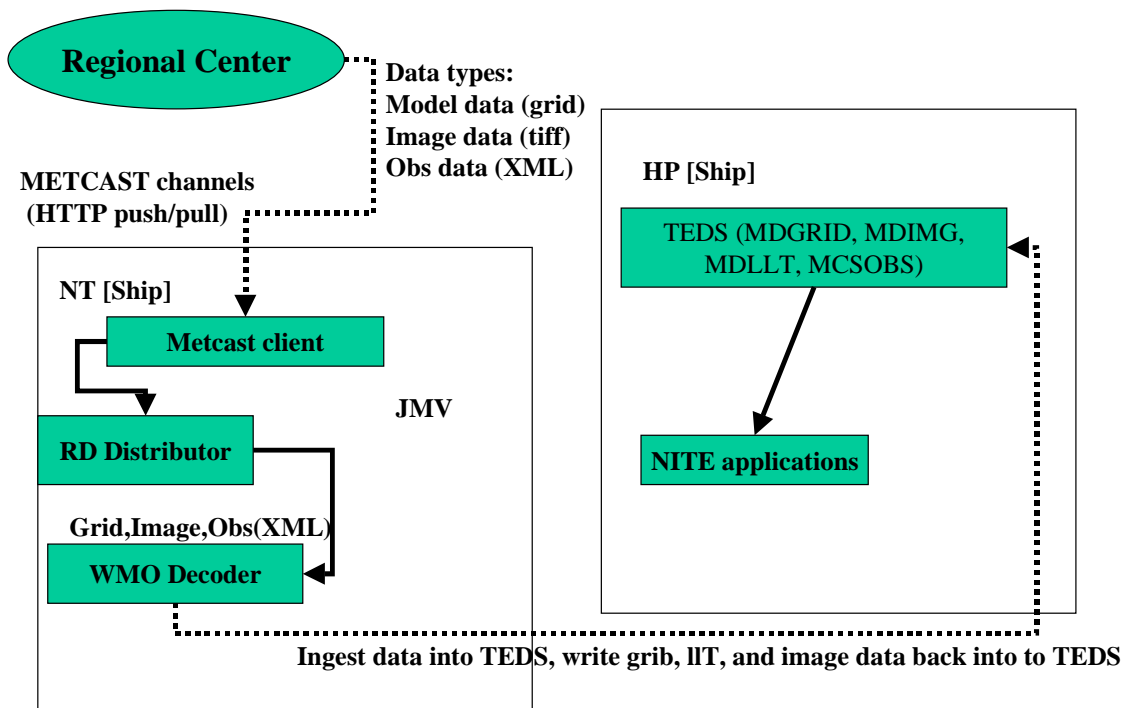 Regional Center
Data types:
Model data (grid)
Image data (tiff)
Obs data (XML)
METCAST channels
(HTTP push/pull)
NT [Ship]
Metcast client
JMV
RD Distributor
Grid,Image,Obs(XML)
WMO Decoder
HP [Ship]
TEDS (MDGRID, MDIMG,
MDLLT, MCSOBS)
NITE applications
Ingest data into TEDS, write grib, llT, and image data back into to TEDS